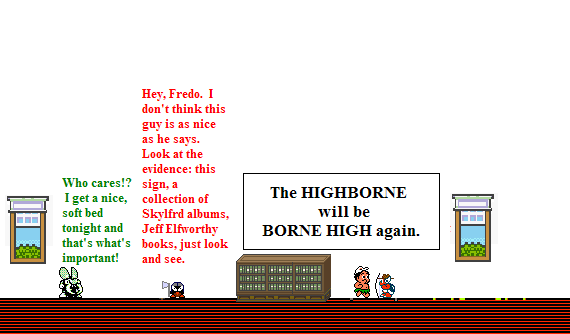 Who cares!?
I get a nice,
soft bed
tonight and
that's what's
important!
Hey, Fredo.  I
don't think this
guy is as nice
as he says.
Look at the
evidence: this
sign, a
collection of
Skylfrd albums,
Jeff Elfworthy
books, just look
and see.
The HIGHBORNE
will be
BORNE HIGH again.